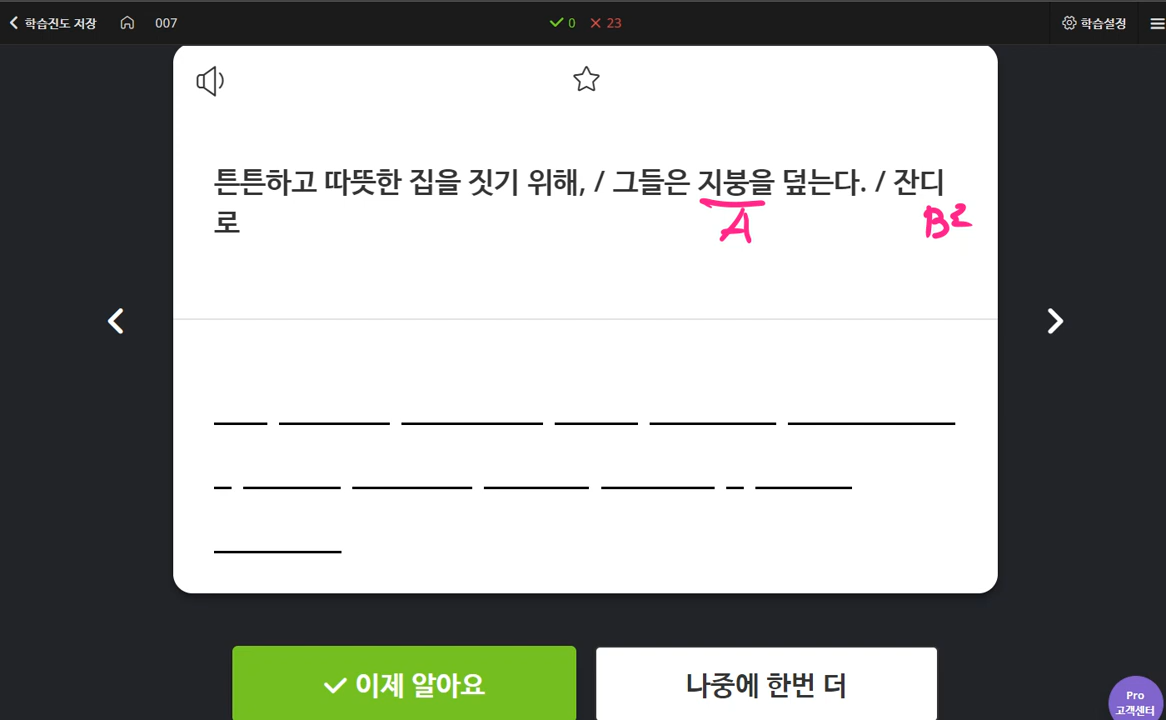 학습진도 저장 007 0 23 학습설정
튼튼하고 따뜻한 집을 짓기 위해, / 그들은 지붕을 덮는다. / 잔디
로
A B2
이제 알아요 나중에 한번 더
Pro
고객센터